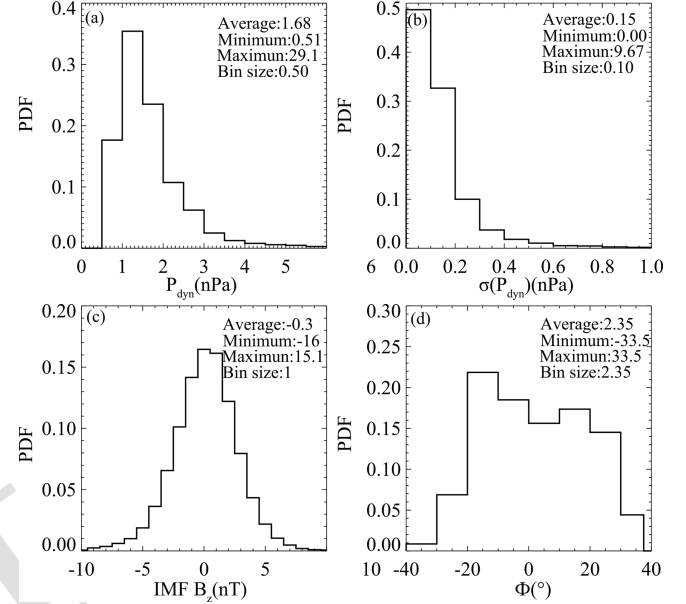 (a)
Average:1.68
Minimum:0.51
Maximun:29.1
Bin size:0.50
0.4
0.3
0.2
0.1
0.0
PDF
0 1 2 3 4 5 6
P_dyn(nPa)
(b)
Average:0.15
Minimum:0.00
Maximun:9.67
Bin size:0.10
0.5
0.4
0.3
0.2
0.1
0.0
PDF
0.0 0.2 0.4 0.6 0.8 1.0
σ(P_dyn)(nPa)
(c)
Average:-0.3
Minimum:-16
Maximun:15.1
Bin size:1
0.20
0.15
0.10
0.05
0.00
PDF
-10 -5 0 5 10
IMF B_z(nT)
(d)
Average:2.35
Minimum:-33.5
Maximun:33.5
Bin size:2.35
0.30
0.25
0.20
0.15
0.10
0.05
0.00
PDF
-40 -20 0 20 40
Φ(°)